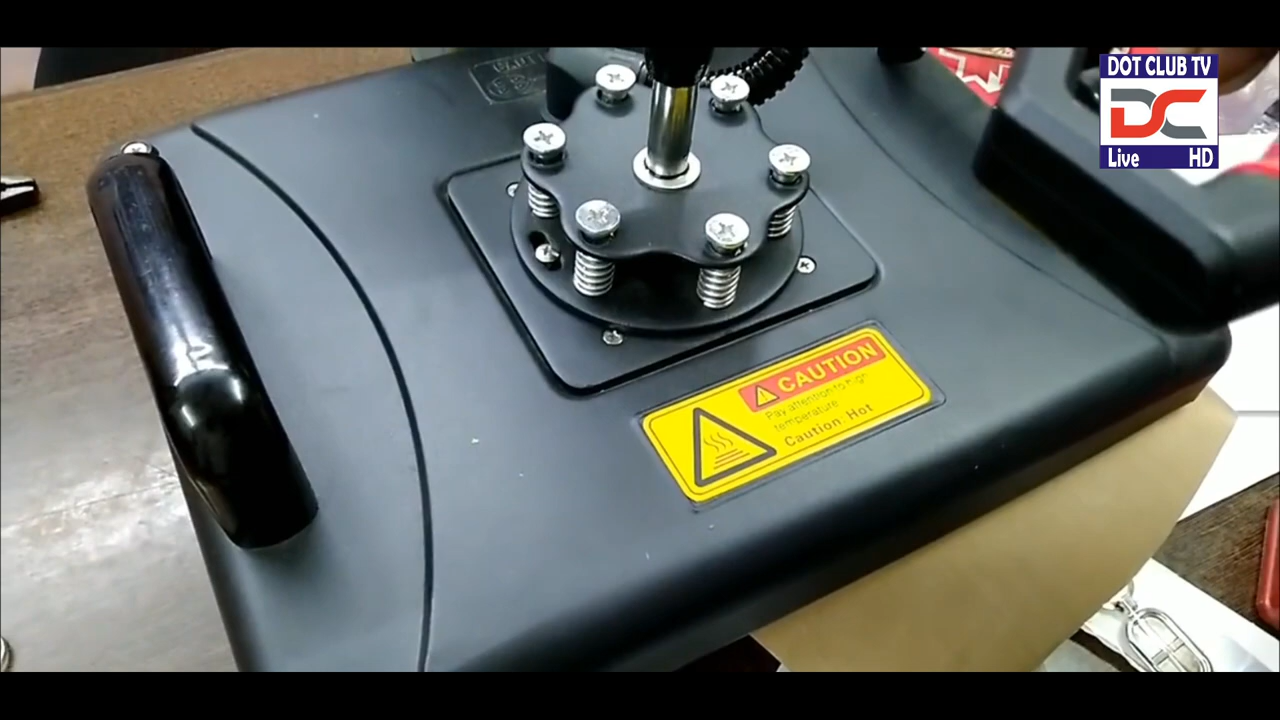 DOT CLUB TV
DC
Live HD
CAUTION
Pay attention to high
temperature
Caution: Hot